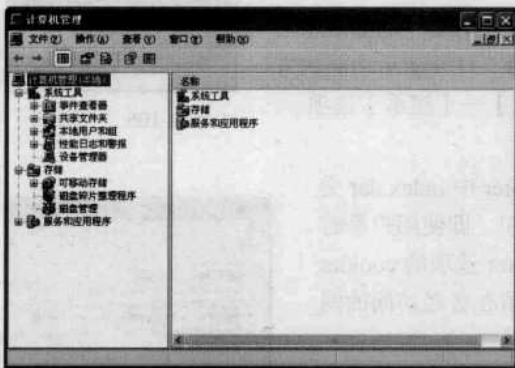 计算机管理
文件(F) 操作(A) 查看(V) 窗口(W) 帮助(H)
计算机管理(本地)
系统工具
事件查看器
共享文件夹
本地用户和组
性能日志和警报
设备管理器
存储
可移动存储
磁盘碎片整理程序
磁盘管理
服务和应用程序
名称
系统工具
存储
服务和应用程序